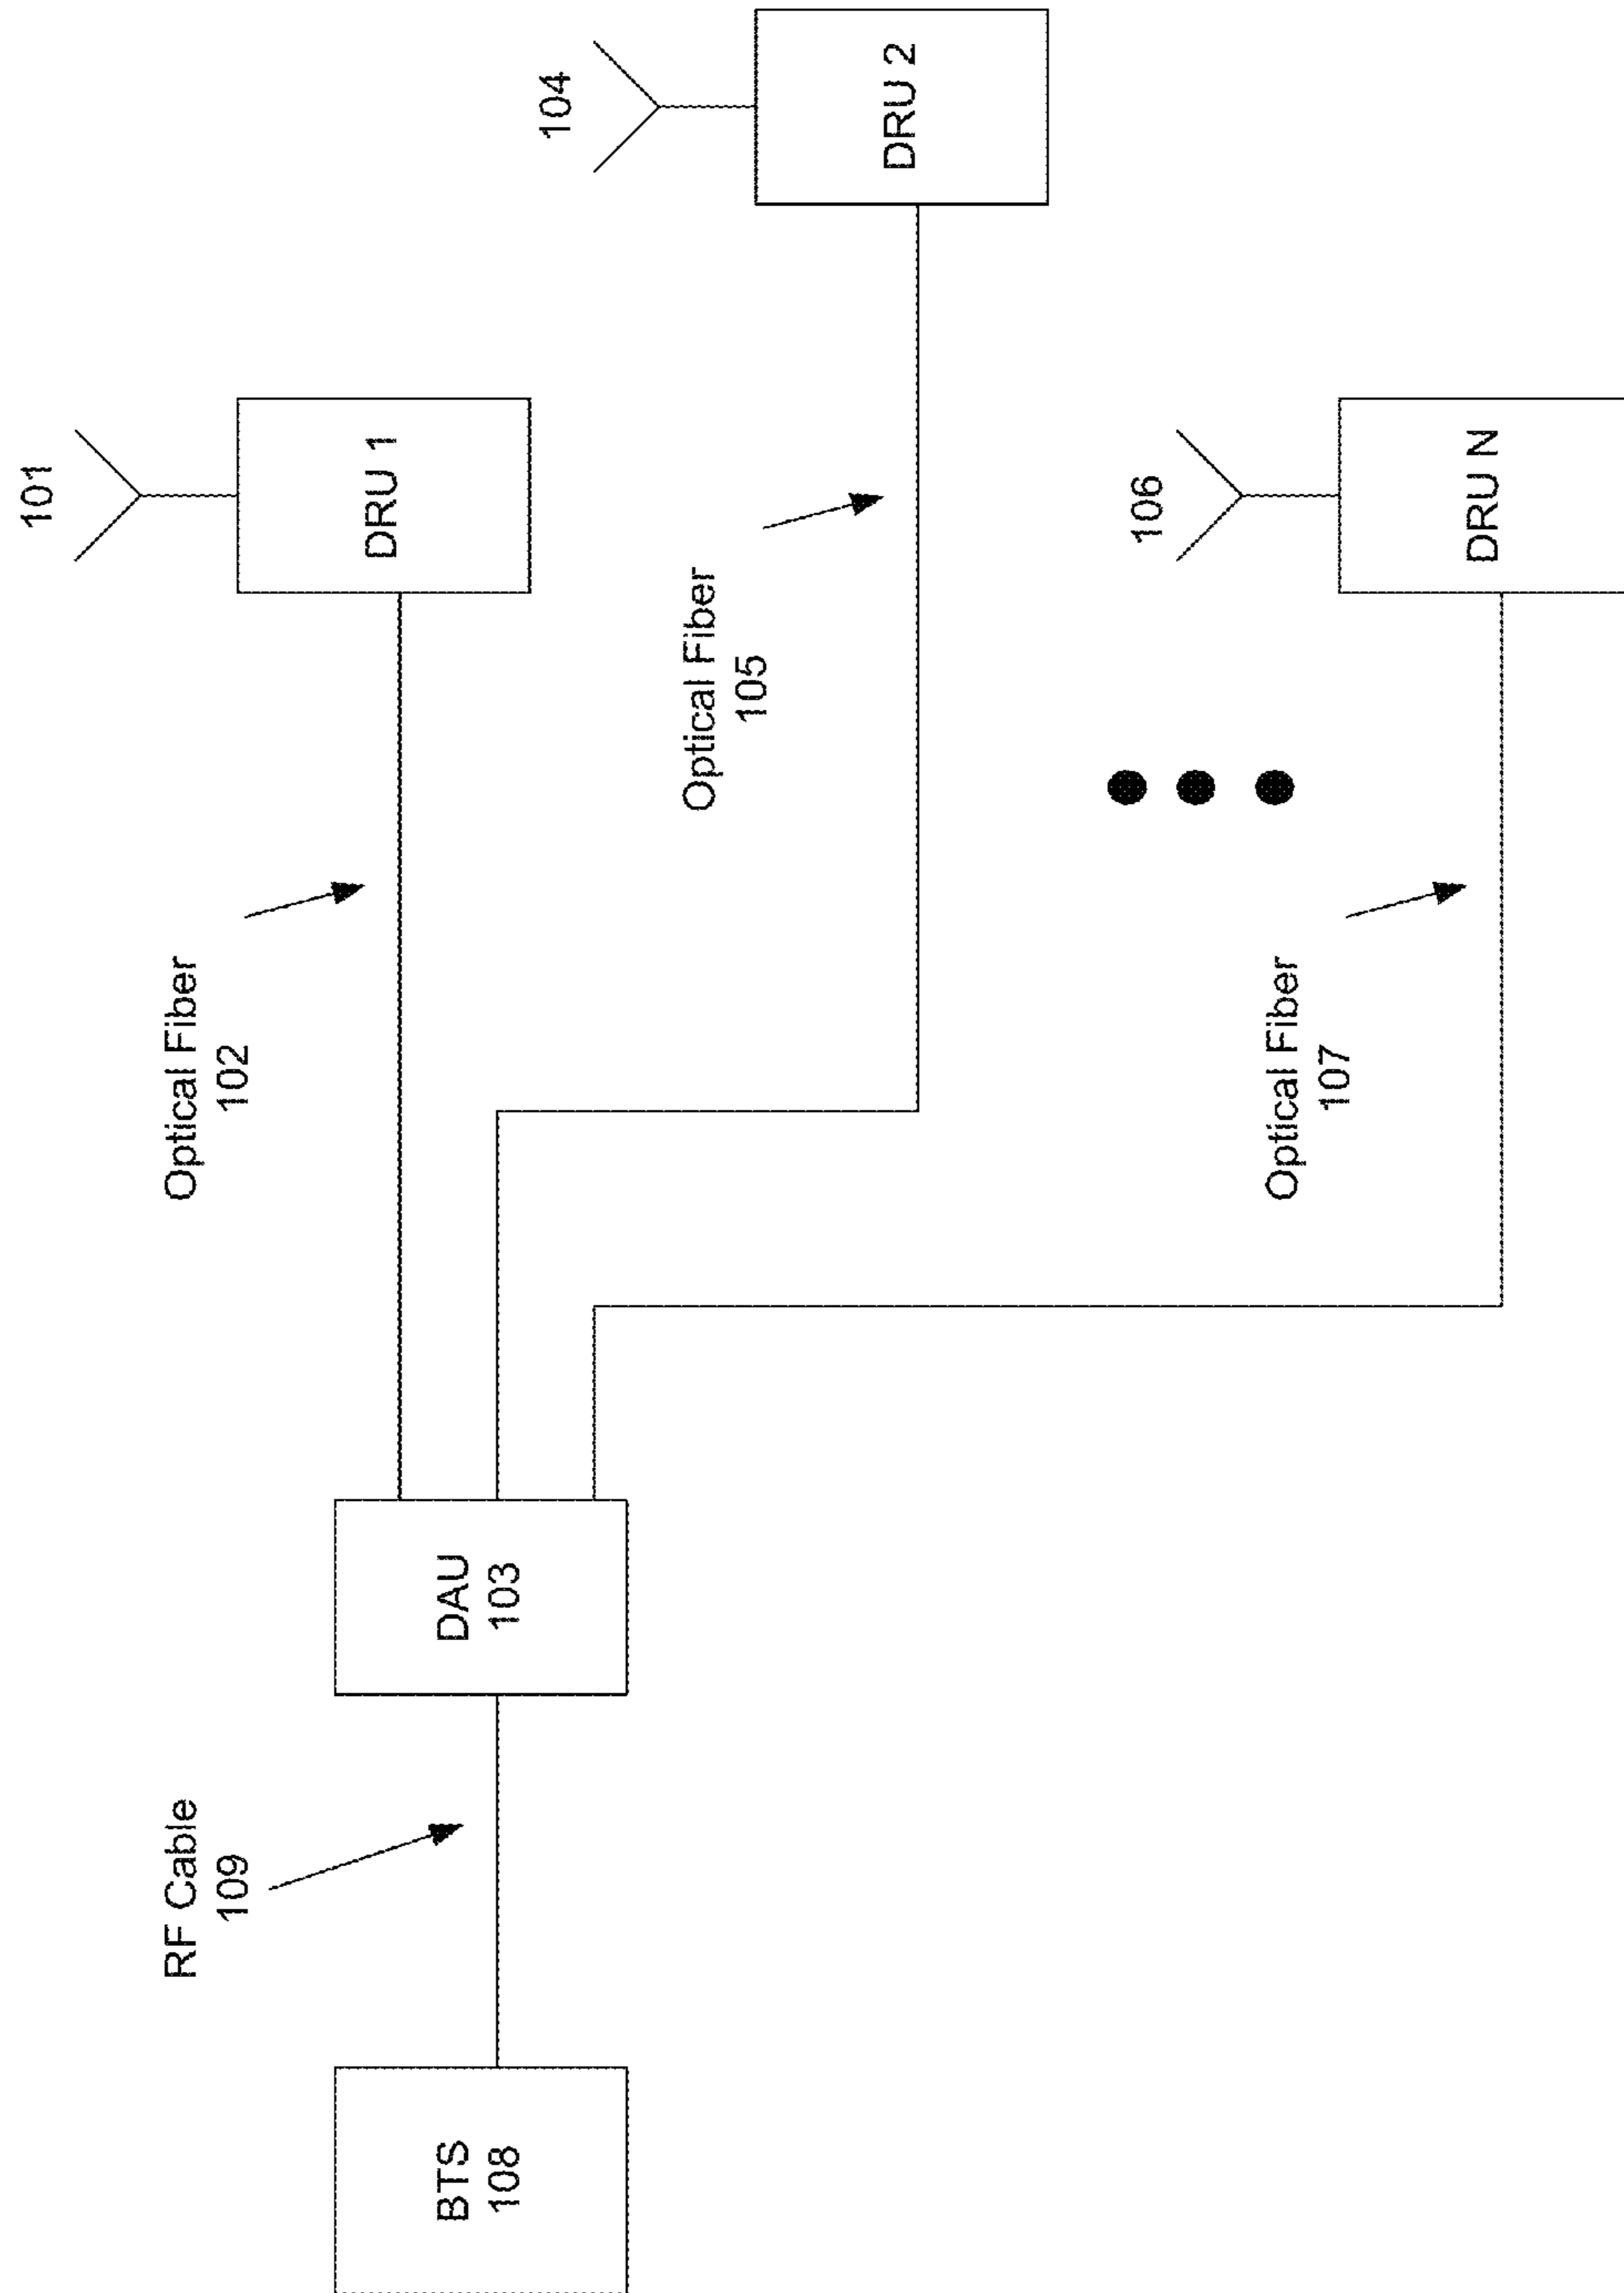 101
DRU 1
104
DRU 2
Optical Fiber
102
Optical Fiber
105
106
DRU N
RF Cable
109
DAU
103
Optical Fiber
107
BTS
108